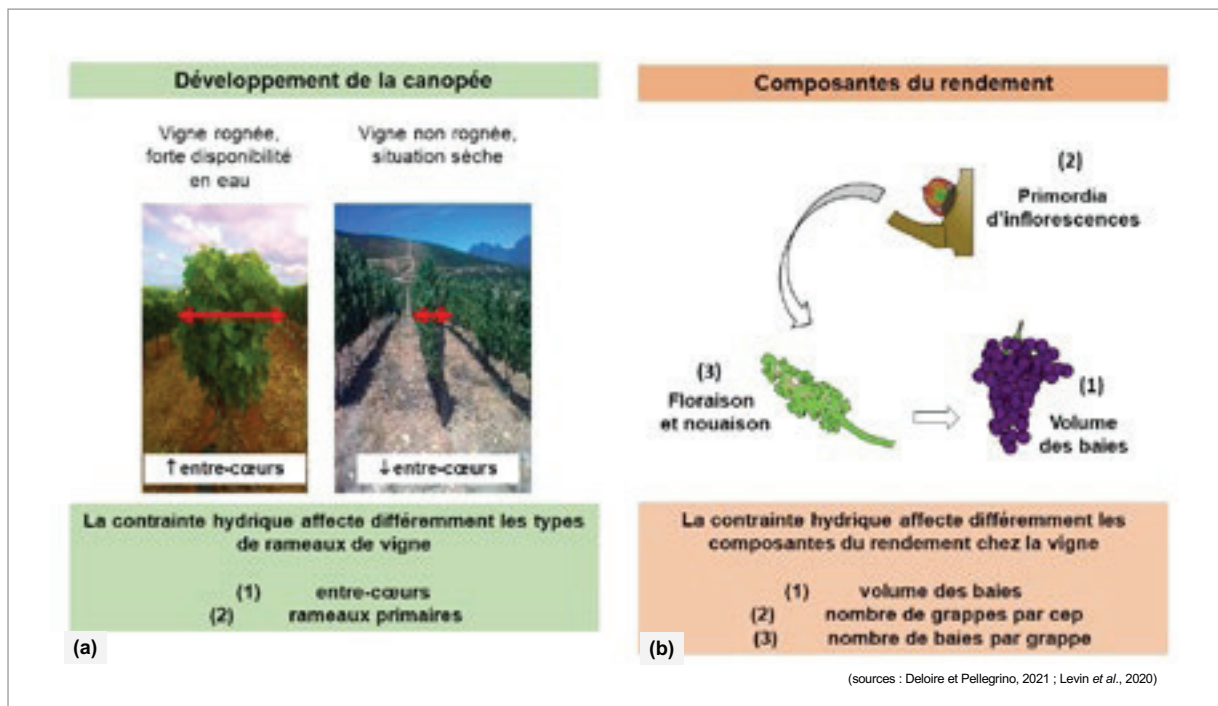 Développement de la canopée
Vigne rognée,
forte disponibilité
en eau
Vigne non rognée,
situation sèche
↑ entre-cœurs
↓ entre-cœurs
La contrainte hydrique affecte différemment les types
de rameaux de vigne
(1) entre-cœurs
(2) rameaux primaires
(a)
Composantes du rendement
(2)
Primordia
d'inflorescences
(3)
Floraison
et nouaison
(1)
Volume
des baies
La contrainte hydrique affecte différemment les
composantes du rendement chez la vigne
(1) volume des baies
(2) nombre de grappes par cep
(3) nombre de baies par grappe
(b)
(sources : Deloire et Pellegrino, 2021 ; Levin et al., 2020)